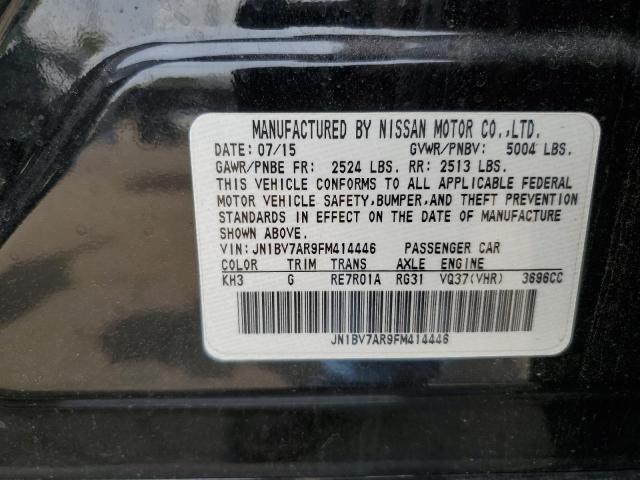 MANUFACTURED BY NISSAN MOTOR CO.,LTD.
DATE: 07/15 GVWR/PNBV: 5004 LBS.
GAWR/PNBE FR: 2524 LBS. RR: 2513 LBS.
THIS VEHICLE CONFORMS TO ALL APPLICABLE FEDERAL
MOTOR VEHICLE SAFETY,BUMPER,AND THEFT PREVENTION
STANDARDS IN EFFECT ON THE DATE OF MANUFACTURE
SHOWN ABOVE.
VIN: JN1BV7AR9FM414446 PASSENGER CAR
COLOR TRIM TRANS AXLE ENGINE
KH3 G RE7R01A RG31 VQ37(VHR) 3696CC
JN1BV7AR9FM414446